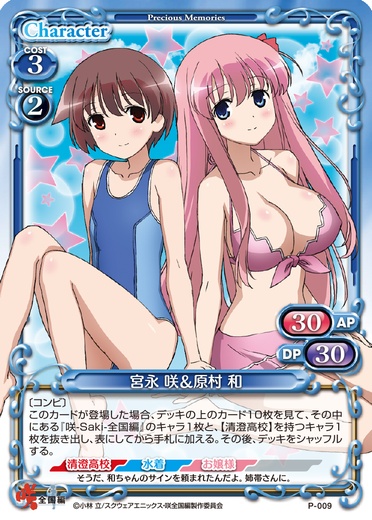 Precious Memories
Character
COST
3
SOURCE
2
30 AP
DP 30
宮永 咲&原村 和
[コンビ]
このカードが登場した場合、デッキの上のカード10枚を見て、その中
にある『咲-Saki-全国編』のキャラ1枚と、【清澄高校】を持つキャラ1
枚を抜き出し、表にしてから手札に加える。その後、デッキをシャッフル
する。
清澄高校 水着 お嬢様
そうだ、和ちゃんのサインを頼まれたんだよ。姉帯さんに。
咲 全国編
©小林 立/スクウェアエニックス・咲全国編製作委員会
P-009